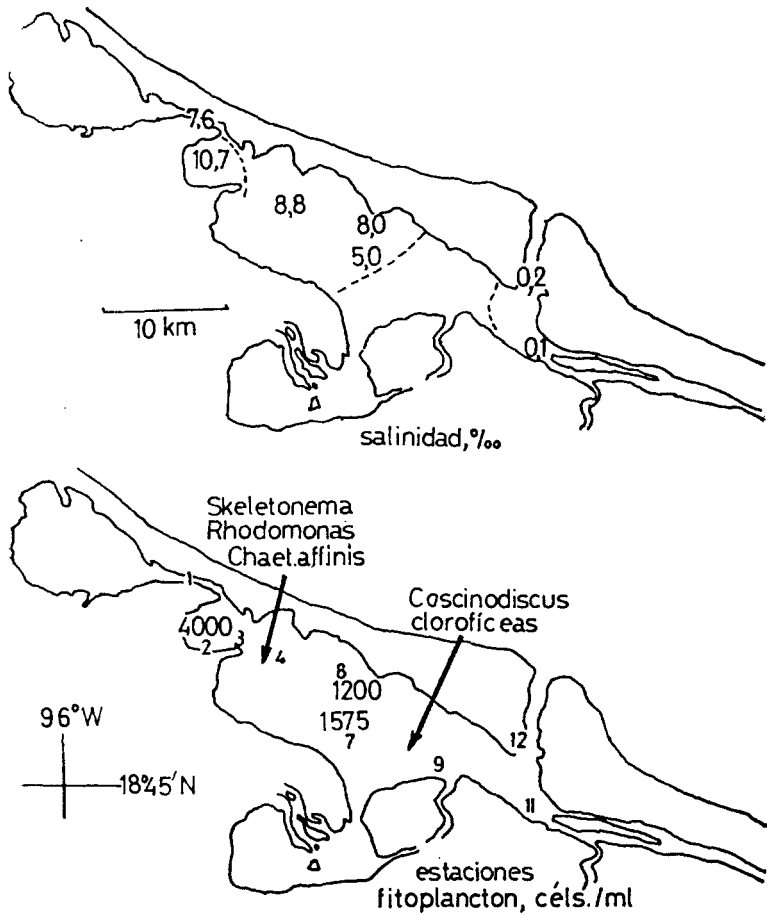 7,6
10,7
8,8
8,0
5,0
0,2
0,1
10 km
salinidad,‰
Skeletonema
Rhodomonas
Chaet.affinis
Coscinodiscus
clorofíceas
1
4000
2
3
4
8
1200
1575
7
96°W
18°45'N
9
12
11
estaciones
fitoplancton, céls./ml